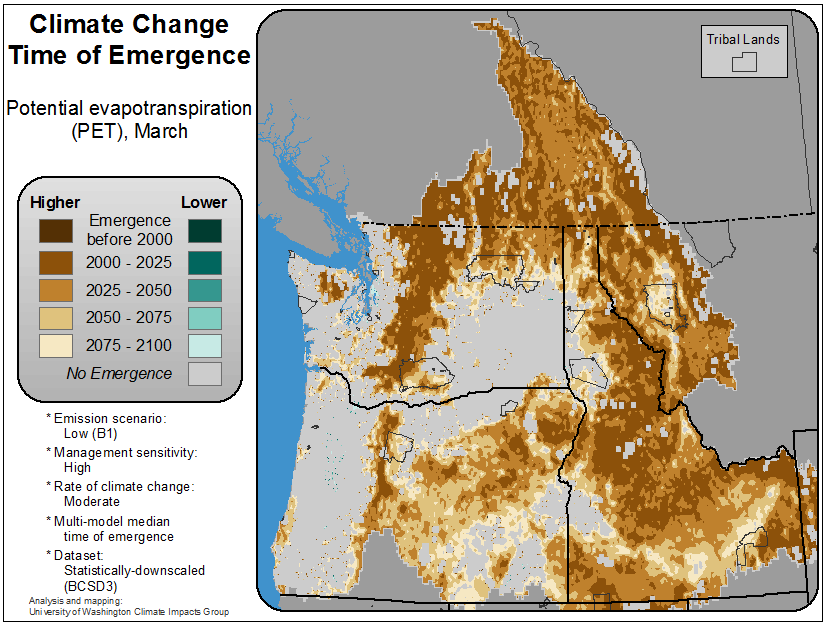 Climate Change
Time of Emergence
Potential evapotranspiration
(PET), March
Higher
Lower
Emergence
before 2000
2000 - 2025
2025 - 2050
2050 - 2075
2075 - 2100
No Emergence
* Emission scenario:
Low (B1)
* Management sensitivity:
High
* Rate of climate change:
Moderate
* Multi-model median
time of emergence
* Dataset:
Statistically-downscaled
(BCSD3)
Analysis and mapping:
University of Washington Climate Impacts Group
Tribal Lands